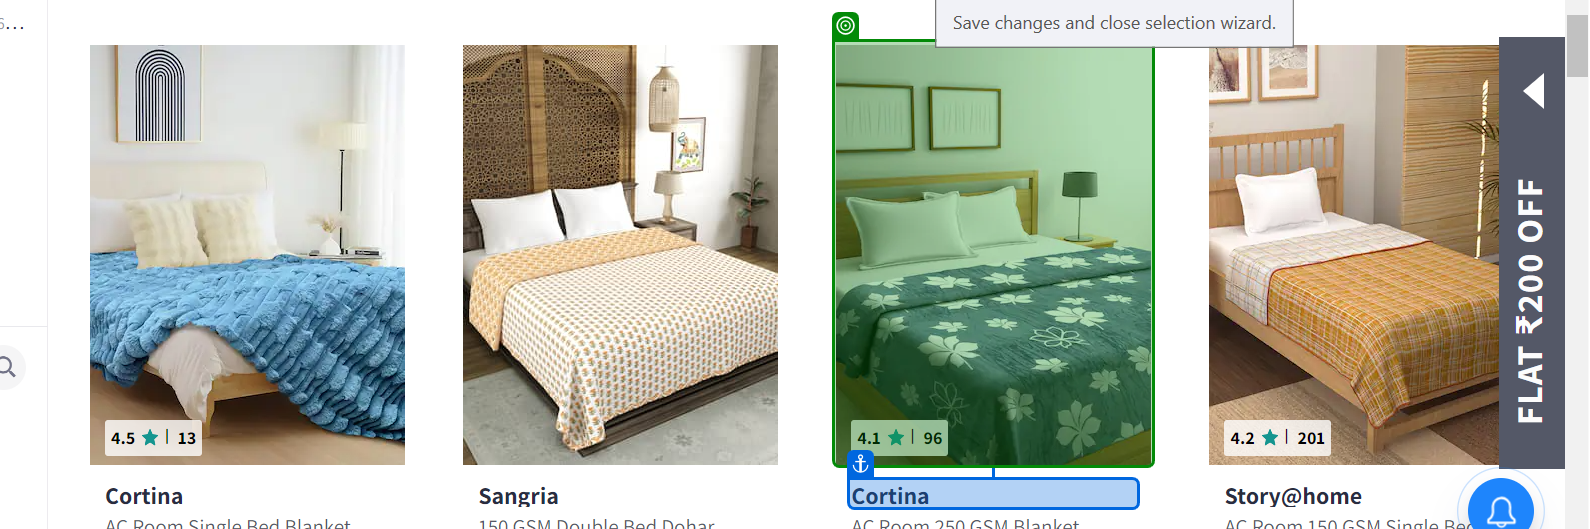 s...
Save changes and close selection wizard.
4.5 | 13
4.1 | 96
4.2 | 201
FLAT ₹200 OFF
Cortina
Sangria
Cortina
Story@home
AC Room Single Bed Blanket
150 GSM Double Bed Dohar
AC Room 250 GSM Blanket
AC Room 150 GSM Single Bed